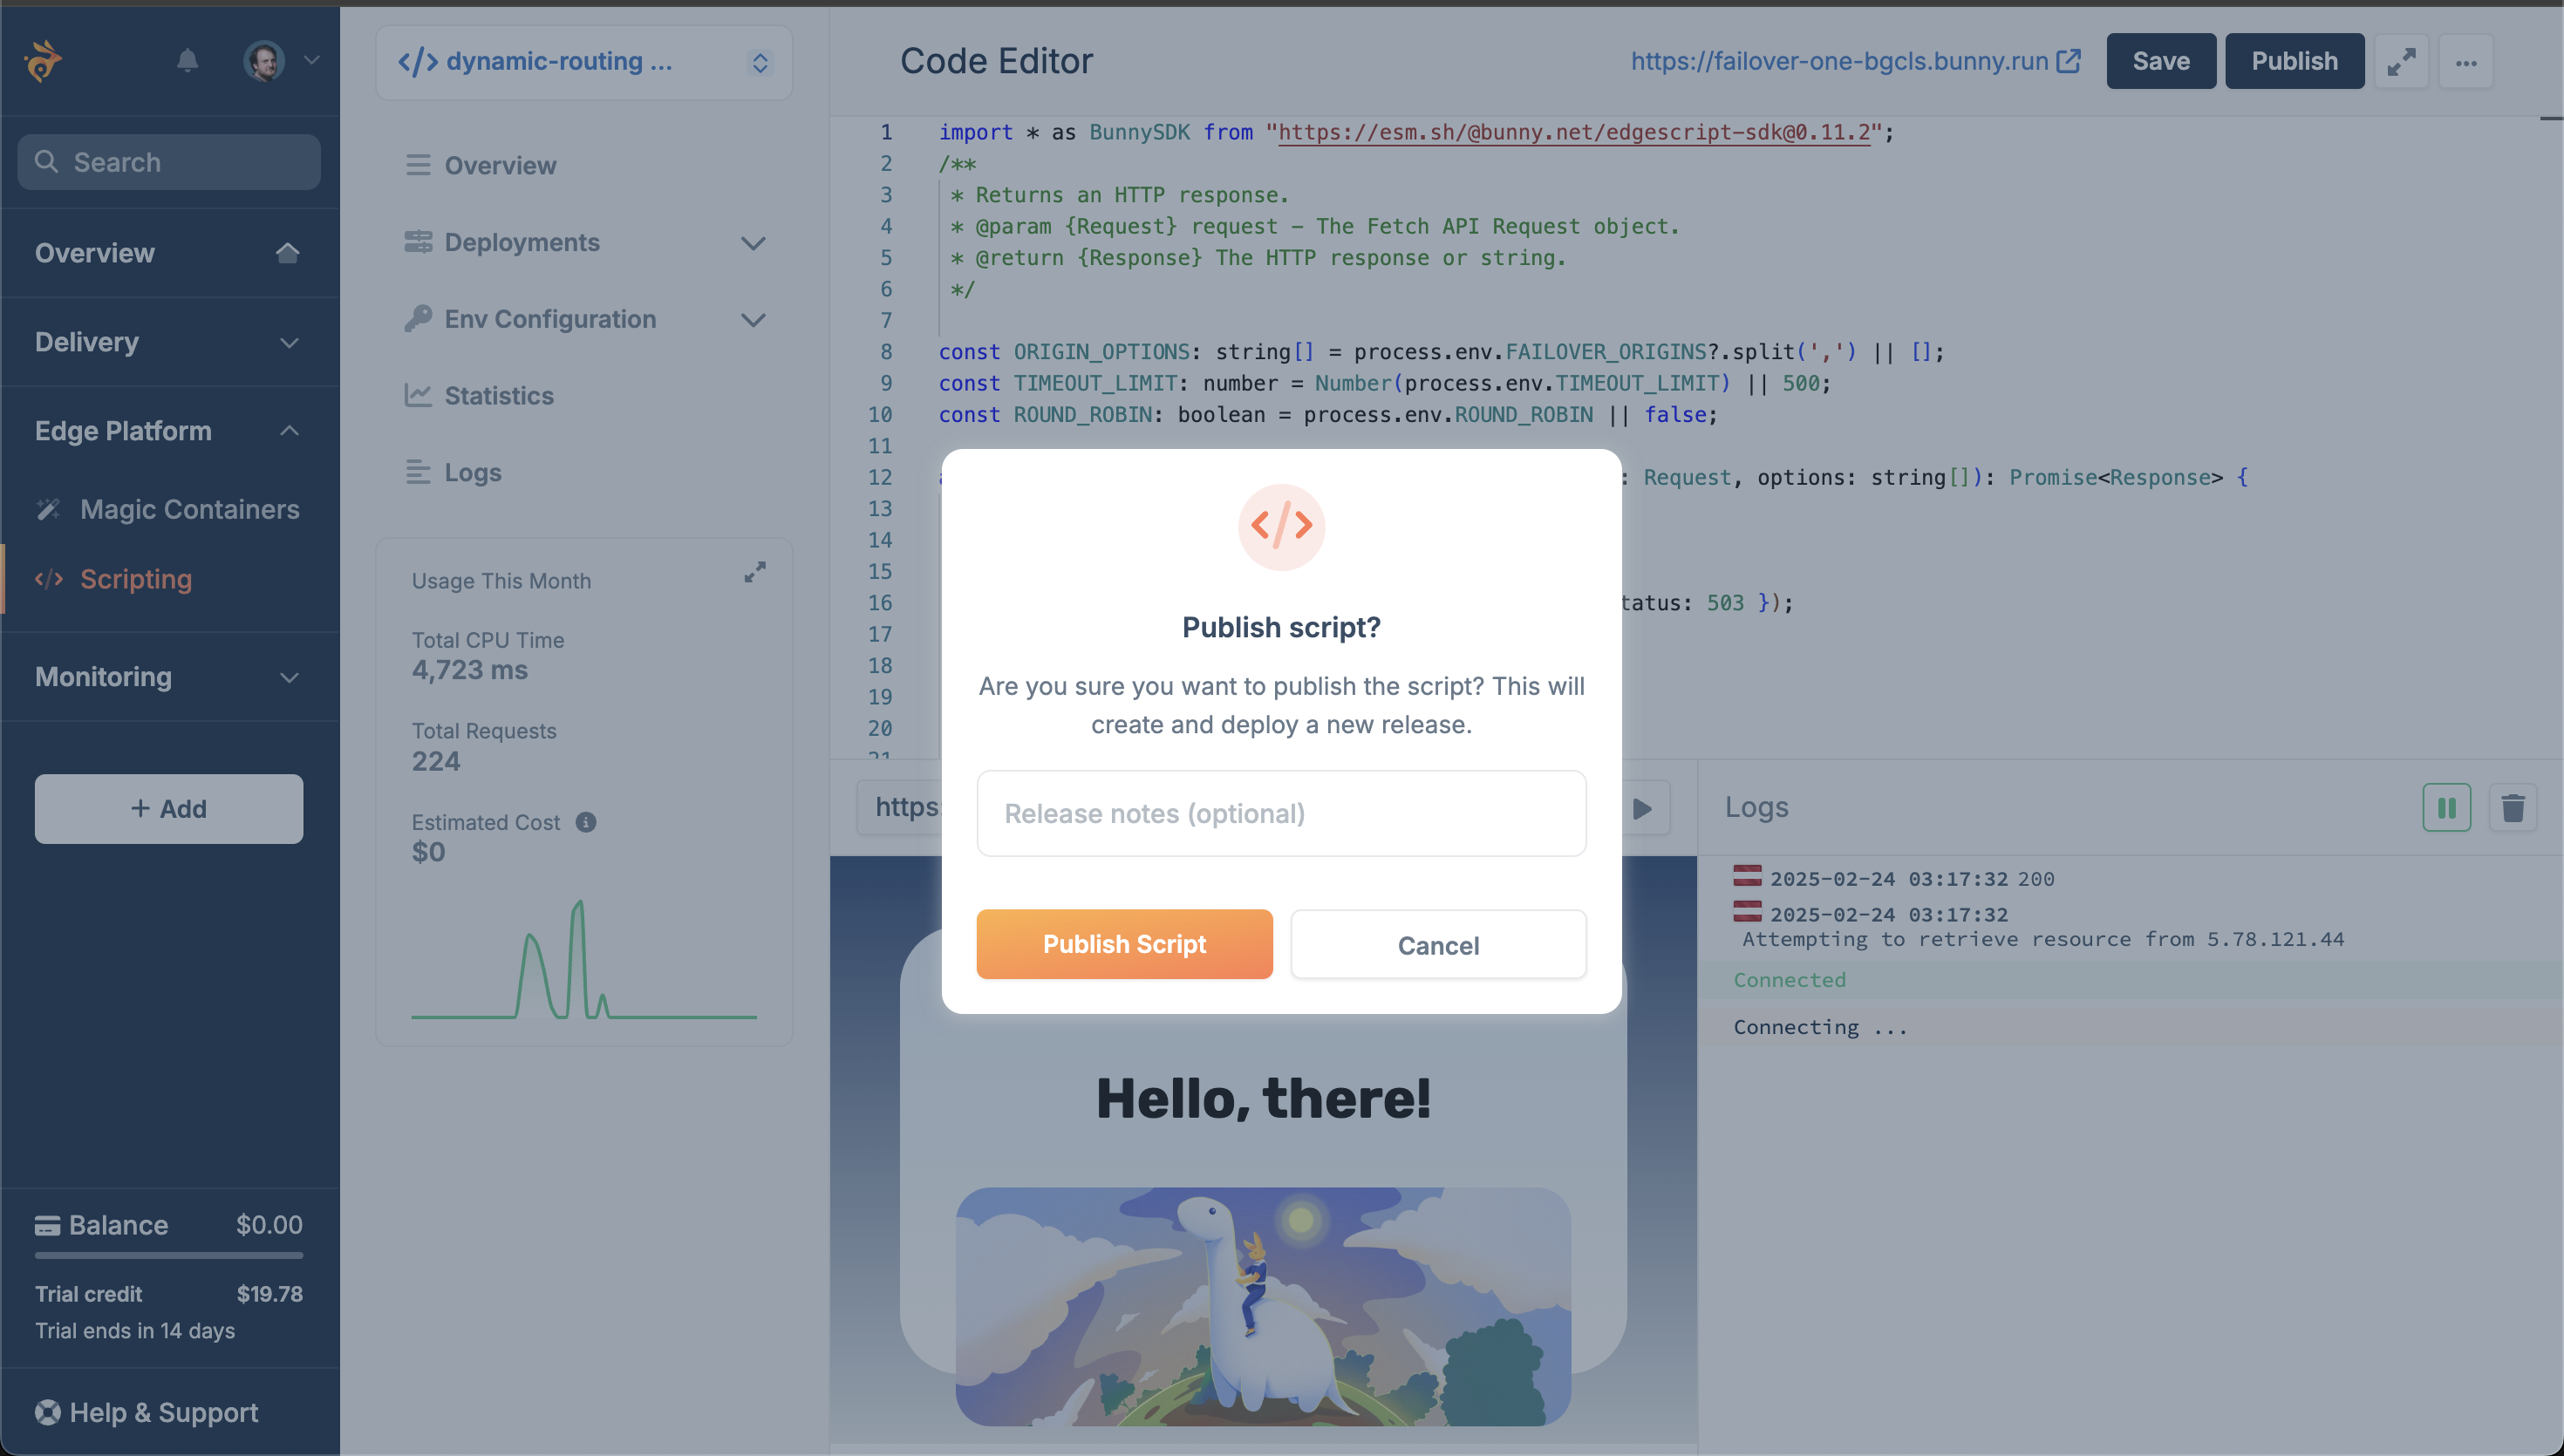 Search
Overview
Delivery
Edge Platform
Magic Containers
Scripting
Monitoring
+ Add
Balance $0.00
Trial credit $19.78
Trial ends in 14 days
Help & Support
</> dynamic-routing ...
Overview
Deployments
Env Configuration
Statistics
Logs
Usage This Month
Total CPU Time
4,723 ms
Total Requests
224
Estimated Cost
$0
Code Editor
https://failover-one-bgcls.bunny.run
Save
Publish
1 import * as BunnySDK from "https://esm.sh/@bunny.net/edgescript-sdk@0.11.2";
2 /**
3 * Returns an HTTP response.
4 * @param {Request} request - The Fetch API Request object.
5 * @return {Response} The HTTP response or string.
6 */
7
8 const ORIGIN_OPTIONS: string[] = process.env.FAILOVER_ORIGINS?.split(',') || [];
9 const TIMEOUT_LIMIT: number = Number(process.env.TIMEOUT_LIMIT) || 500;
10 const ROUND_ROBIN: boolean = process.env.ROUND_ROBIN || false;
11
12 : Request, options: string[]): Promise<Response> {
13
14
15
16 tatus: 503 });
17
18
19
20
Publish script?
Are you sure you want to publish the script? This will
create and deploy a new release.
Release notes (optional)
Publish Script
Cancel
https:
Hello, there!
Logs
2025-02-24 03:17:32 200
2025-02-24 03:17:32
Attempting to retrieve resource from 5.78.121.44
Connected
Connecting ...